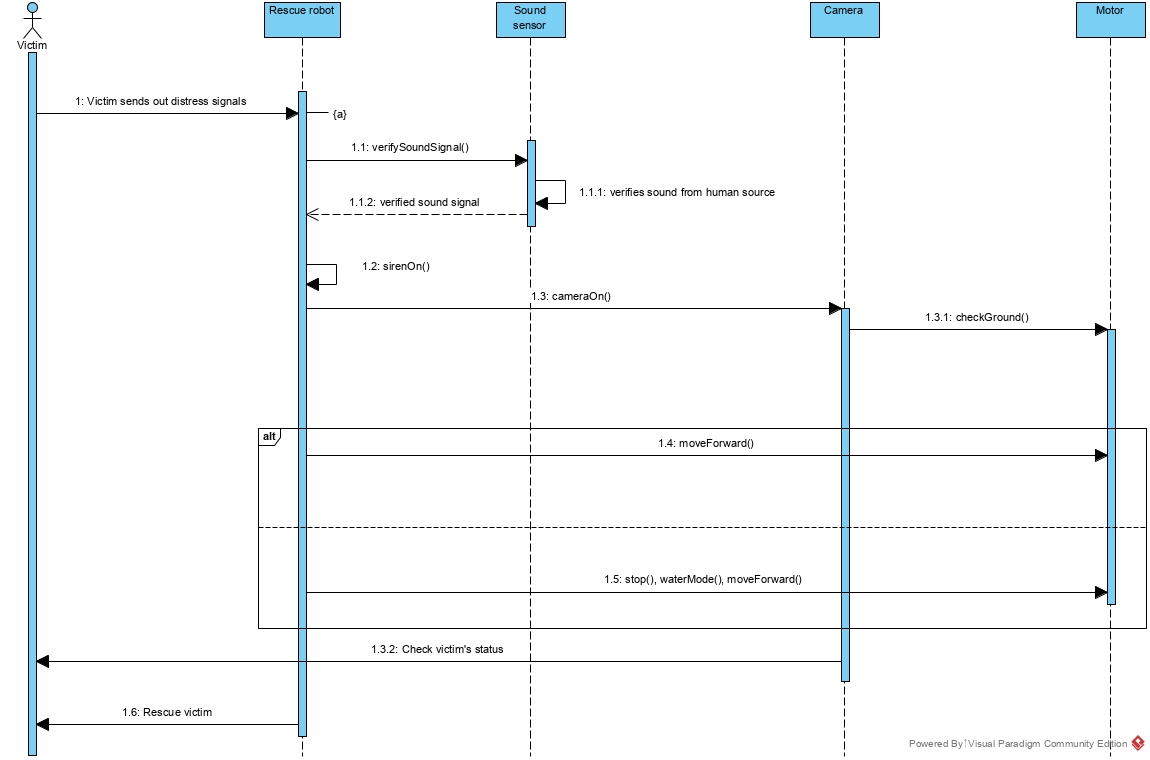 Rescue robot
Sound
sensor
Camera
Motor
Victim
1: Victim sends out distress signals
{a}
1.1: verifySoundSignal()
1.1.1: verifies sound from human source
1.1.2: verified sound signal
1.2: sirenOn()
1.3: cameraOn()
1.3.1: checkGround()
alt
1.4: moveForward()
1.5: stop(), waterMode(), moveForward()
1.3.2: Check victim's status
1.6: Rescue victim
Powered By Visual Paradigm Community Edition